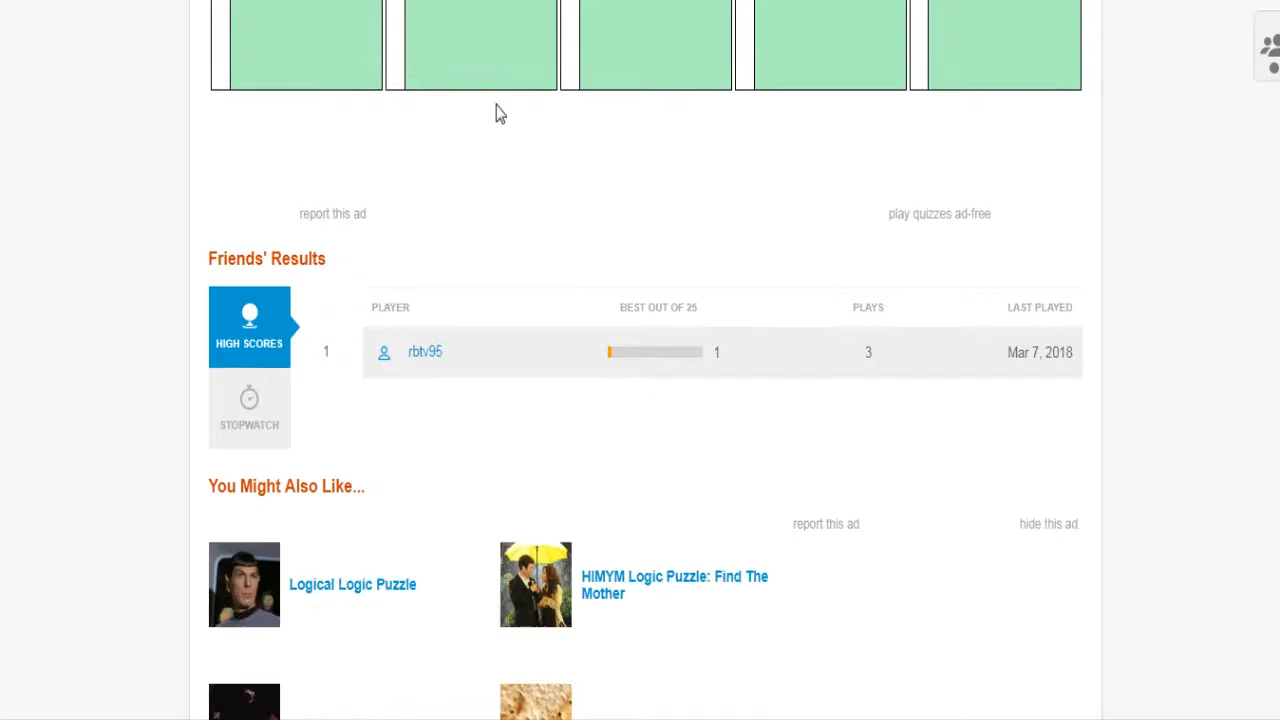 report this ad
play quizzes ad-free
Friends' Results
HIGH SCORES
STOPWATCH
PLAYER BEST OUT OF 25 PLAYS LAST PLAYED
1 rbtv95 1 3 Mar 7, 2018
You Might Also Like...
report this ad
hide this ad
Logical Logic Puzzle
HIMYM Logic Puzzle: Find The
Mother